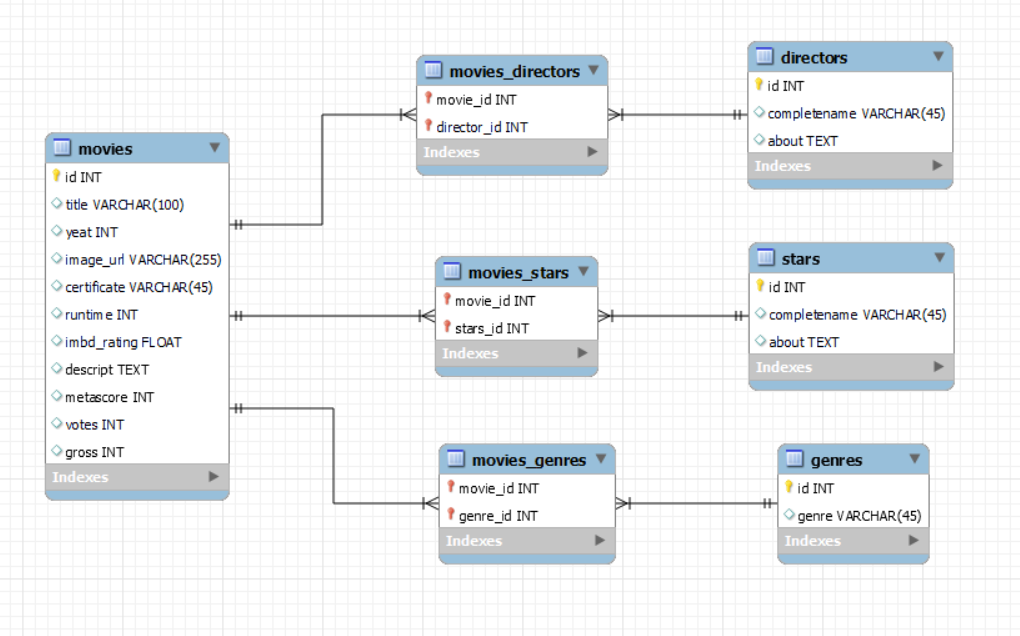 movies
id INT
title VARCHAR(100)
yeat INT
image_url VARCHAR(255)
certificate VARCHAR(45)
runtime INT
imbd_rating FLOAT
descript TEXT
metascore INT
votes INT
gross INT
Indexes
movies_directors
movie_id INT
director_id INT
Indexes
directors
id INT
completename VARCHAR(45)
about TEXT
Indexes
movies_stars
movie_id INT
stars_id INT
Indexes
stars
id INT
completename VARCHAR(45)
about TEXT
Indexes
movies_genres
movie_id INT
genre_id INT
Indexes
genres
id INT
genre VARCHAR(45)
Indexes